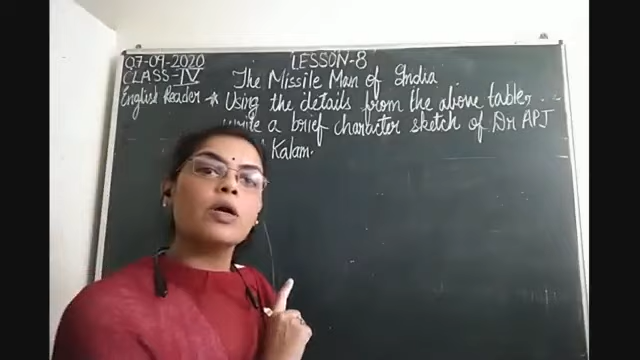 07-09-2020 LESSON-8
CLASS-IV The Missile Man of India
English Reader * Using the details from the above table,
write a brief character sketch of Dr APJ
Kalam.